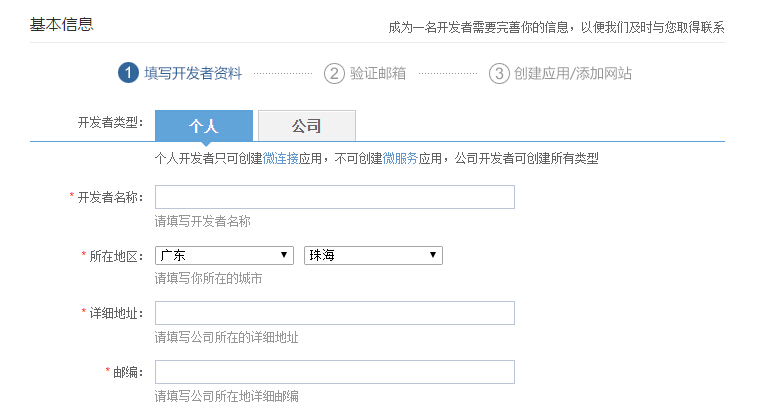 基本信息
成为一名开发者需要完善你的信息，以便我们及时与您取得联系
1 填写开发者资料 2 验证邮箱 3 创建应用/添加网站
开发者类型： 个人 公司
个人开发者只可创建微连接应用，不可创建微服务应用，公司开发者可创建所有类型
* 开发者名称：
请填写开发者名称
* 所在地区： 广东 珠海
请填写你所在的城市
* 详细地址：
请填写公司所在的详细地址
* 邮编：
请填写公司所在地详细邮编